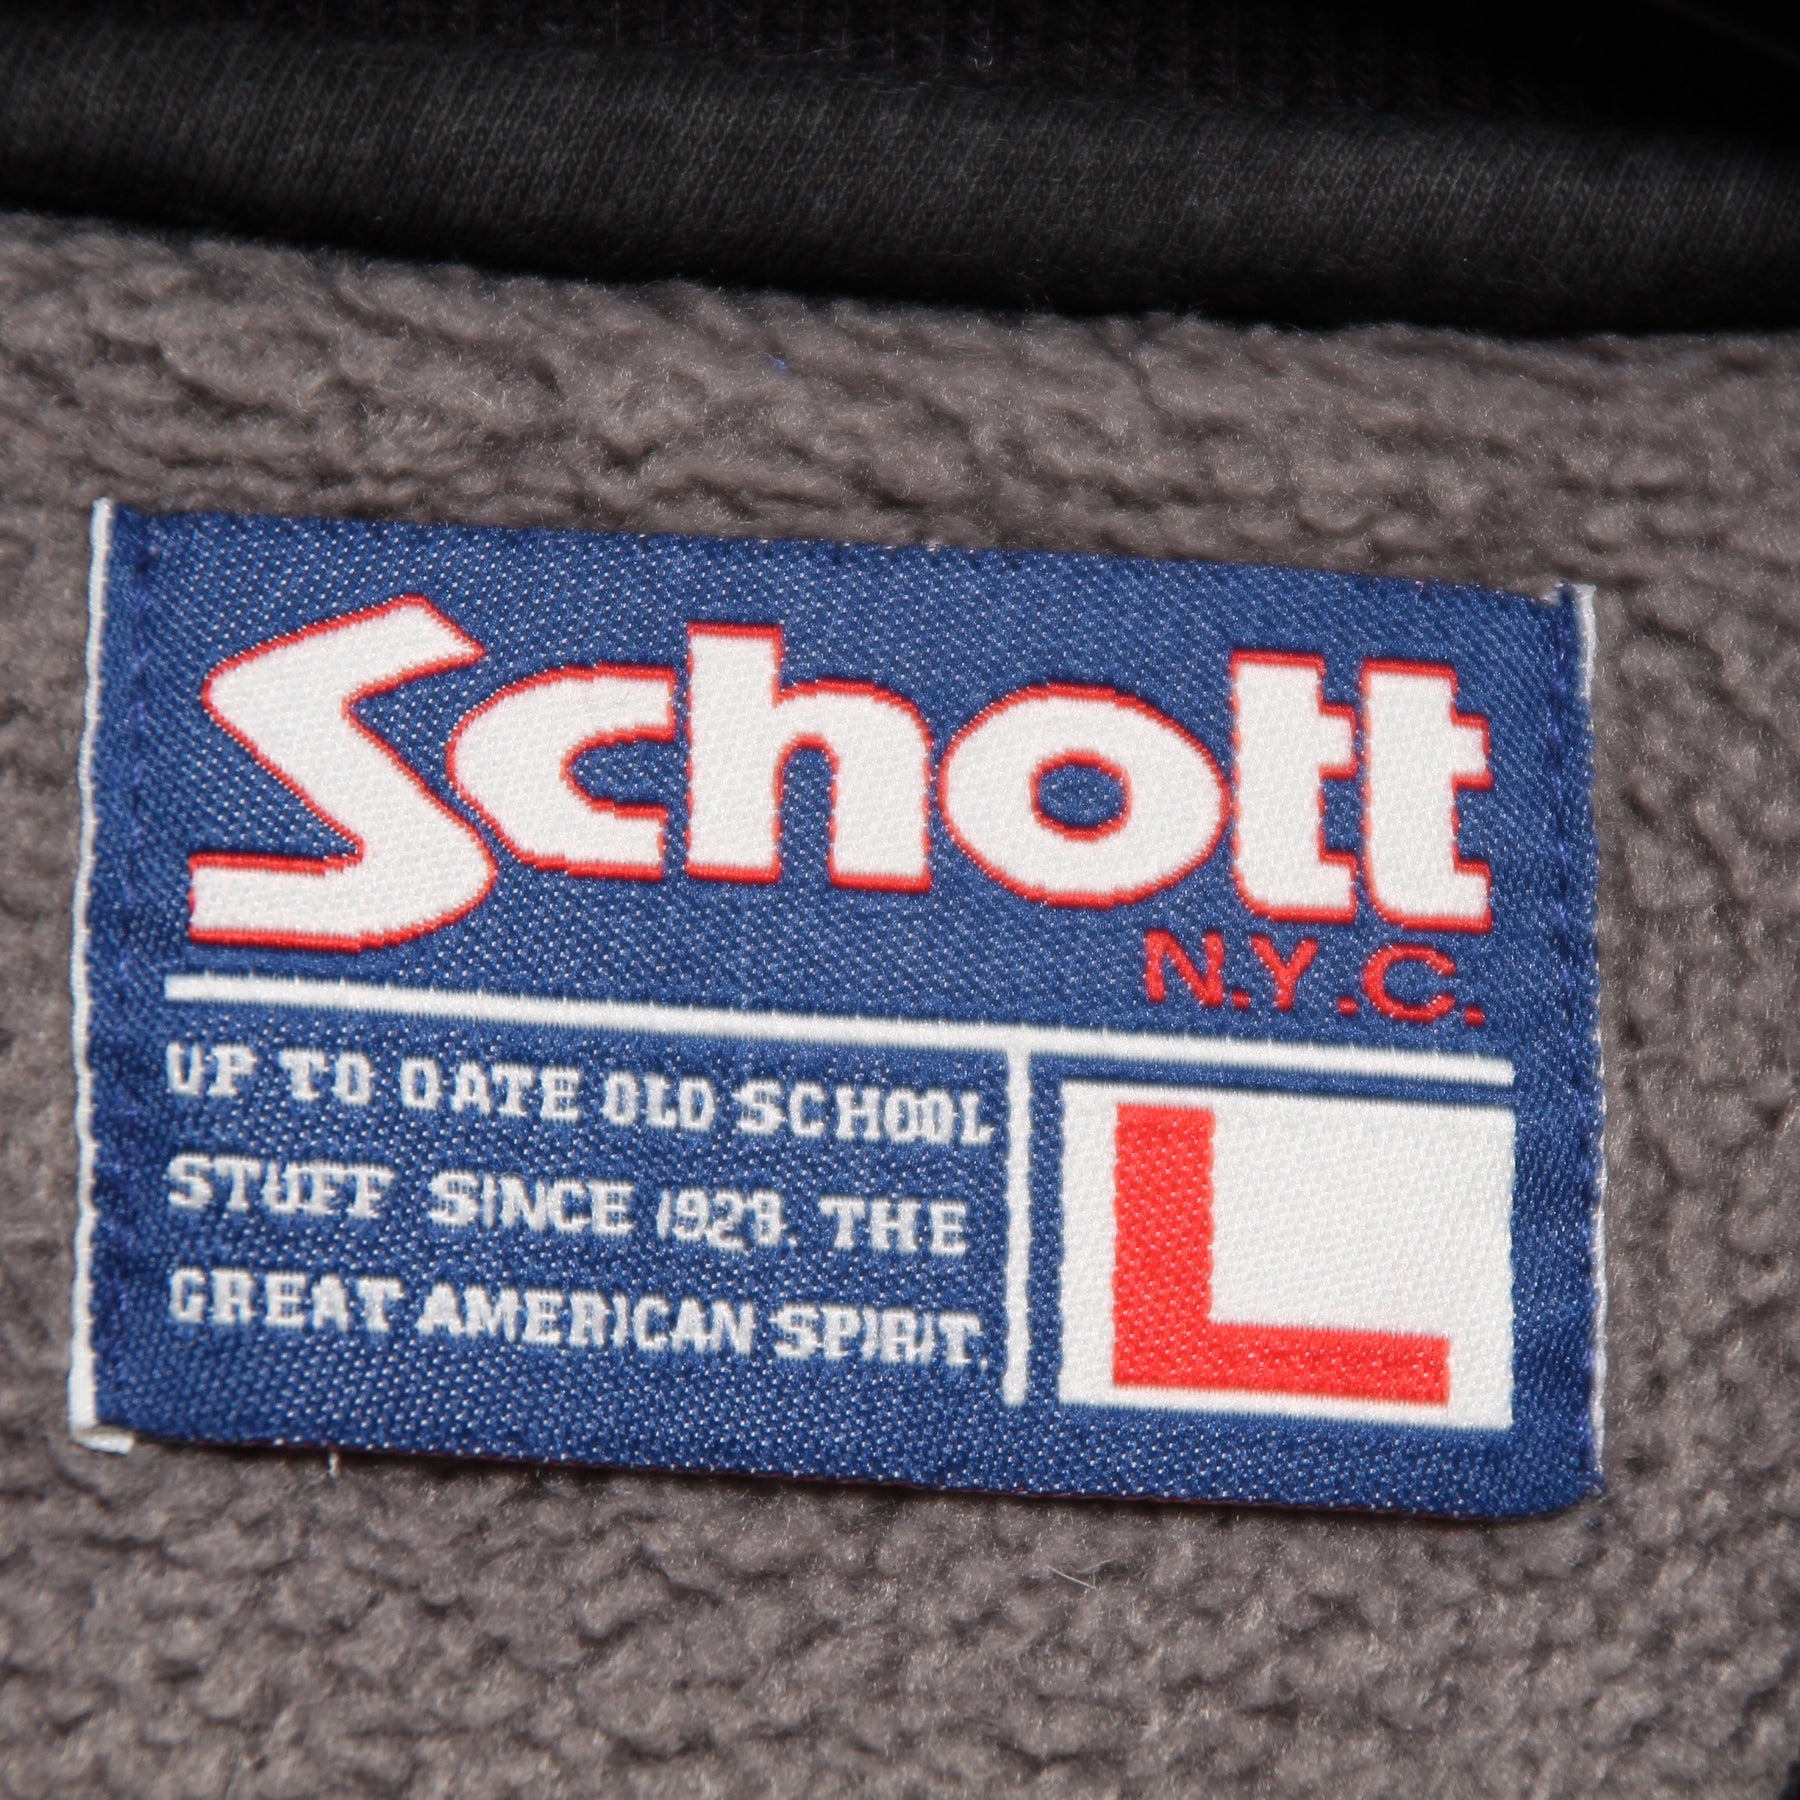 Schott
N.Y.C.
UP TO DATE OLD SCHOOL
STUFF SINCE 1928. THE
GREAT AMERICAN SPIRIT.
L